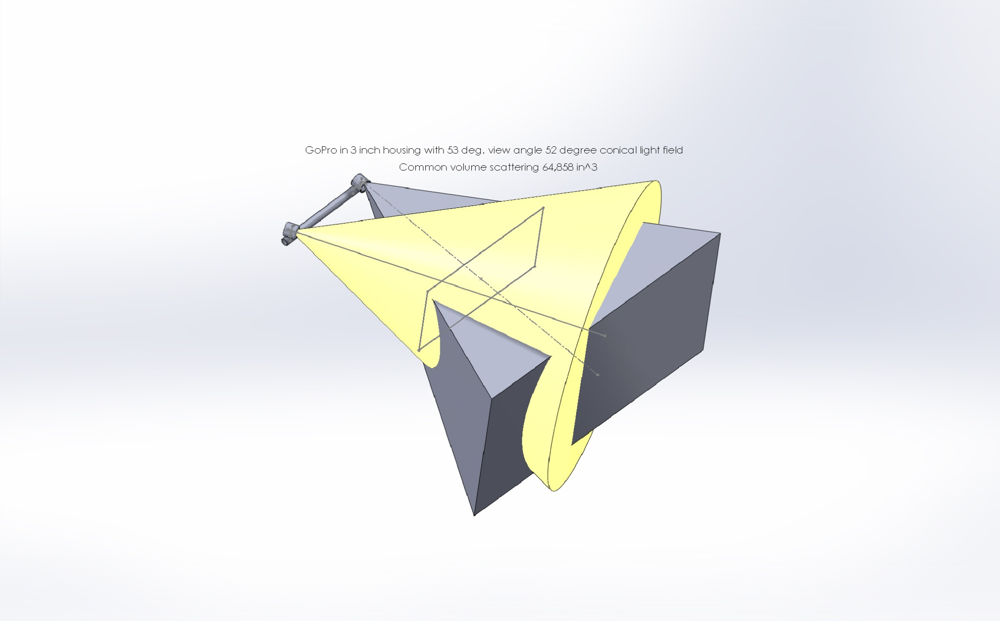 GoPro in 3 inch housing with 53 deg. view angle 52 degree conical light field
Common volume scattering 64,858 in^3